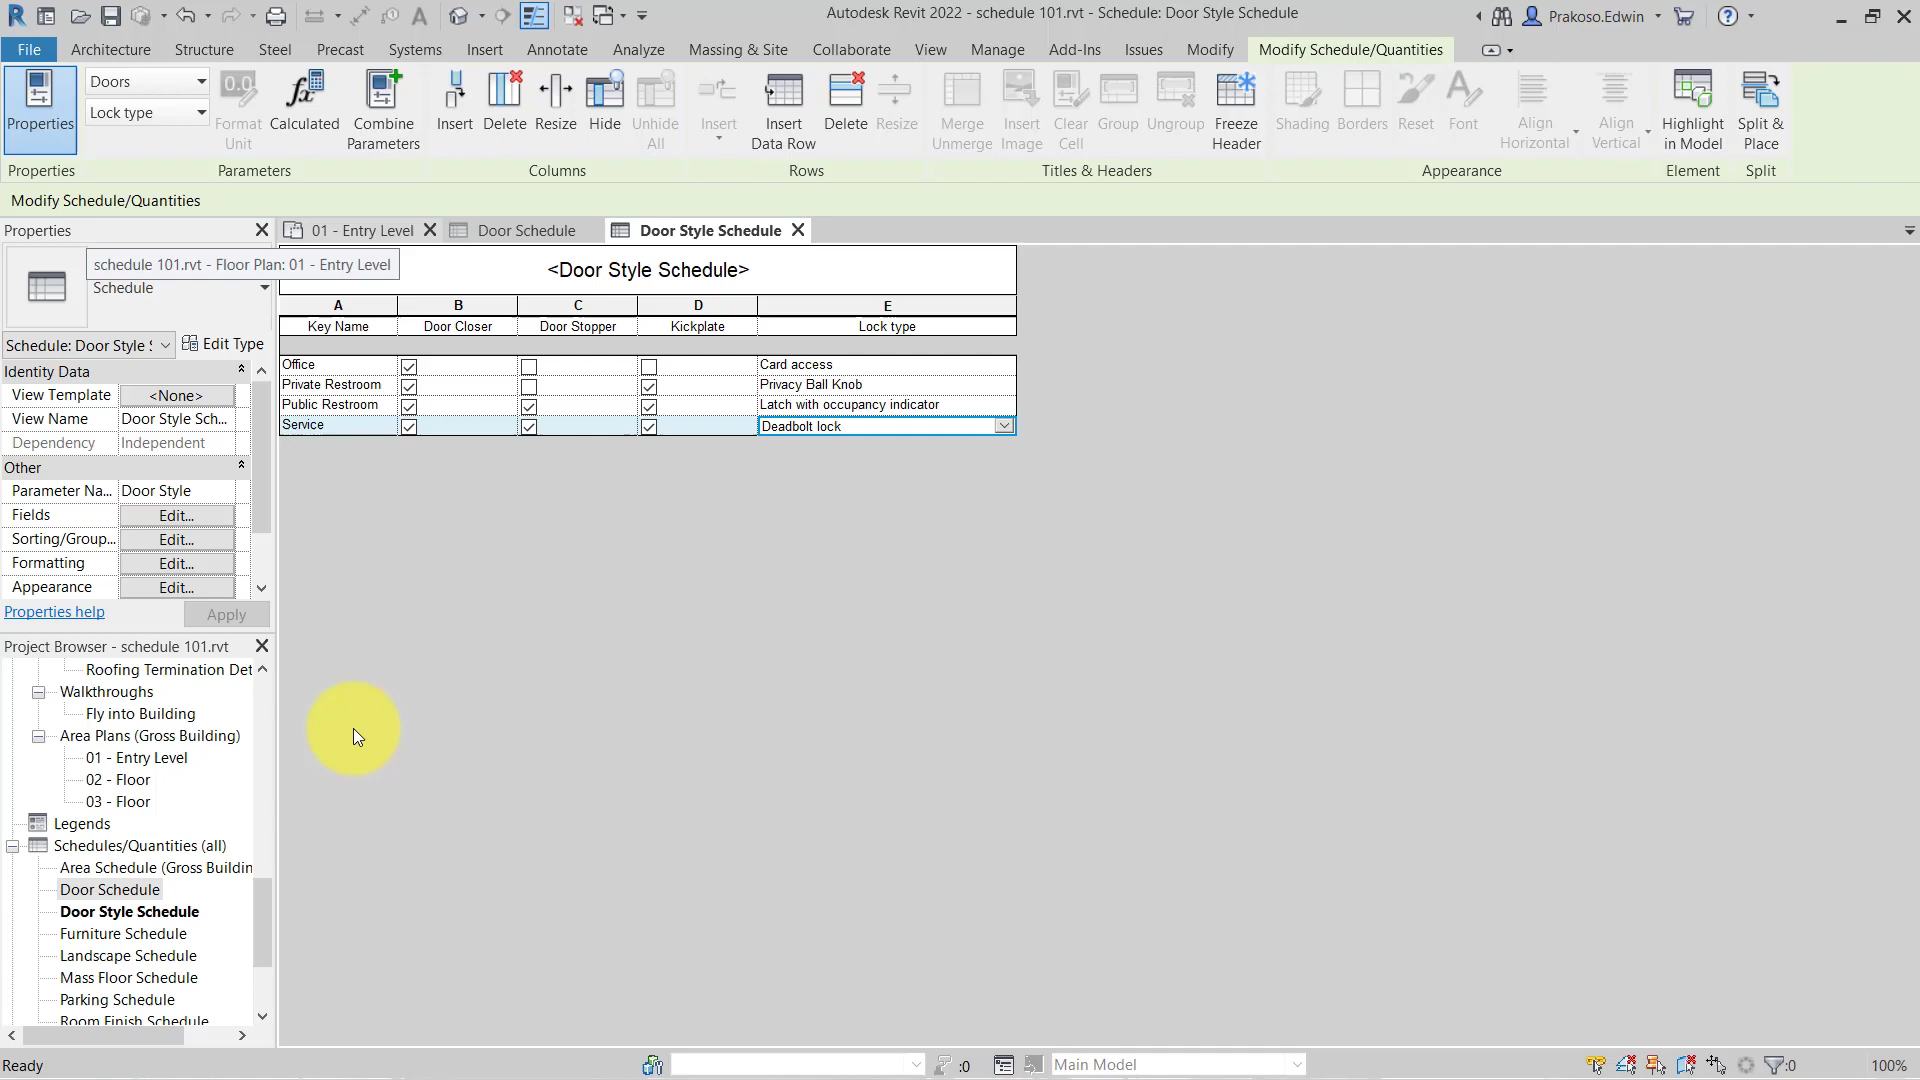 Autodesk Revit 2022 - schedule 101.rvt - Schedule: Door Style Schedule
Prakoso.Edwin
File Architecture Structure Steel Precast Systems Insert Annotate Analyze Massing & Site Collaborate View Manage Add-Ins Issues Modify Modify Schedule/Quantities
Properties
Doors
Lock type
Format
Unit
Calculated
Combine
Parameters
Insert
Delete
Resize
Hide
Unhide
All
Insert
Insert
Data Row
Delete
Resize
Merge
Unmerge
Insert
Image
Clear
Cell
Group
Ungroup
Freeze
Header
Shading
Borders
Reset
Font
Align
Horizontal
Align
Vertical
Highlight
in Model
Split &
Place
Properties Parameters Columns Rows Titles & Headers Appearance Element Split
Modify Schedule/Quantities
Properties
01 - Entry Level Door Schedule Door Style Schedule
schedule 101.rvt - Floor Plan: 01 - Entry Level
Schedule
Schedule: Door Style S
Edit Type
Identity Data
View Template <None>
View Name Door Style Sch...
Dependency Independent
Other
Parameter Na... Door Style
Fields Edit...
Sorting/Group... Edit...
Formatting Edit...
Appearance Edit...
Properties help Apply
<Door Style Schedule>
A B C D E
Key Name Door Closer Door Stopper Kickplate Lock type
Office Card access
Private Restroom Privacy Ball Knob
Public Restroom Latch with occupancy indicator
Service Deadbolt lock
Project Browser - schedule 101.rvt
Roofing Termination Det
Walkthroughs
Fly into Building
Area Plans (Gross Building)
01 - Entry Level
02 - Floor
03 - Floor
Legends
Schedules/Quantities (all)
Area Schedule (Gross Buildin
Door Schedule
Door Style Schedule
Furniture Schedule
Landscape Schedule
Mass Floor Schedule
Parking Schedule
Room Finish Schedule
Ready
:0
Main Model
:0
100%